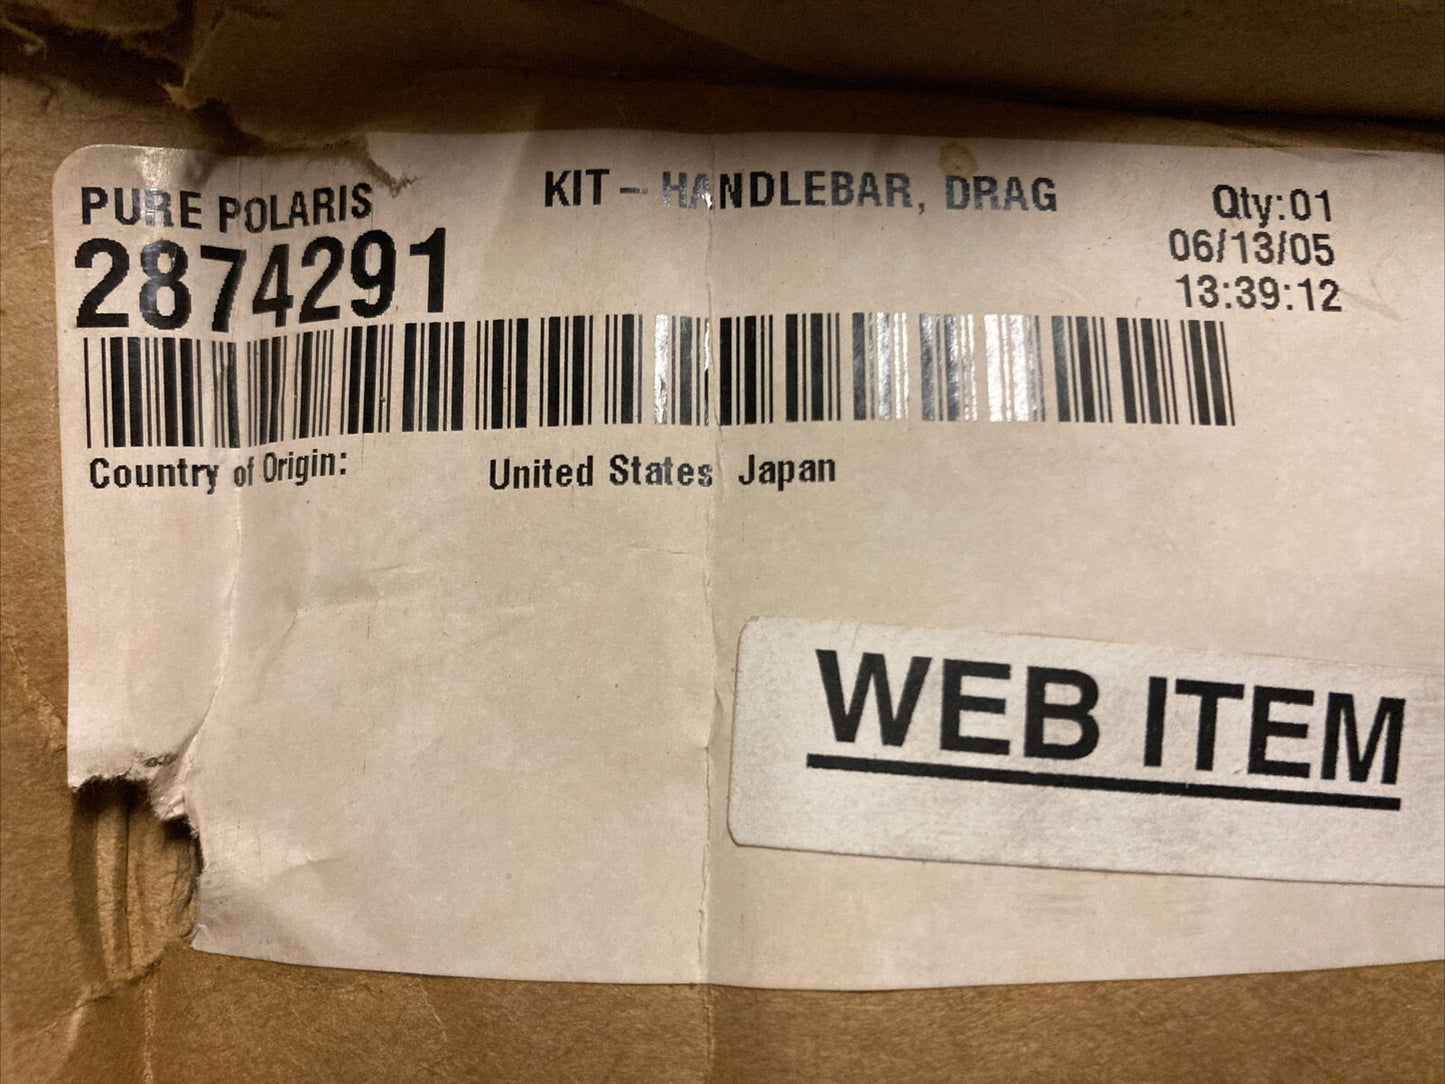 PURE POLARIS
KIT - HANDLEBAR, DRAG
Qty:01
2874291
06/13/05
13:39:12
Country of Origin: United States Japan
WEB ITEM